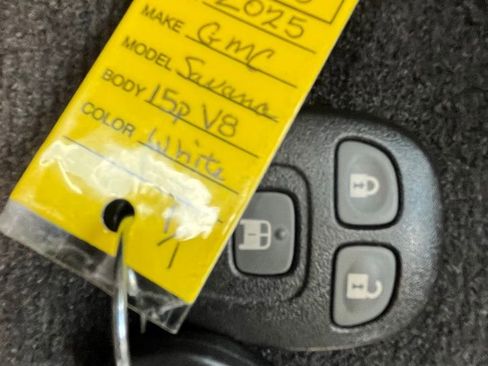 2025
MAKE GMC
MODEL Savana
BODY 15p V8
COLOR White